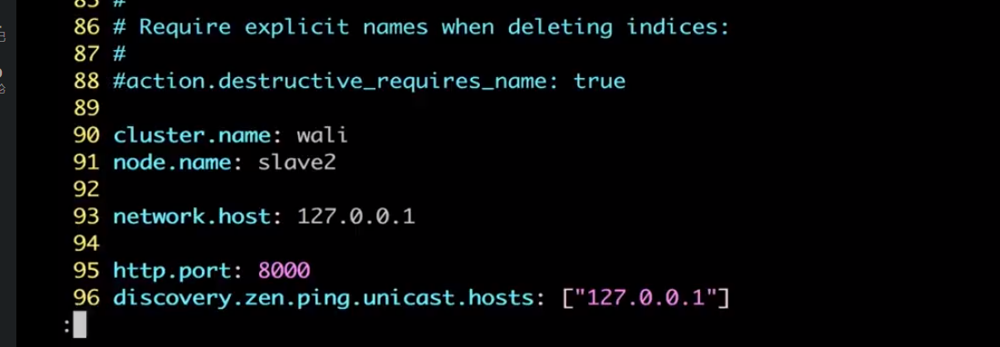 85 #
86 # Require explicit names when deleting indices:
87 #
88 #action.destructive_requires_name: true
89
90 cluster.name: wali
91 node.name: slave2
92
93 network.host: 127.0.0.1
94
95 http.port: 8000
96 discovery.zen.ping.unicast.hosts: ["127.0.0.1"]
: